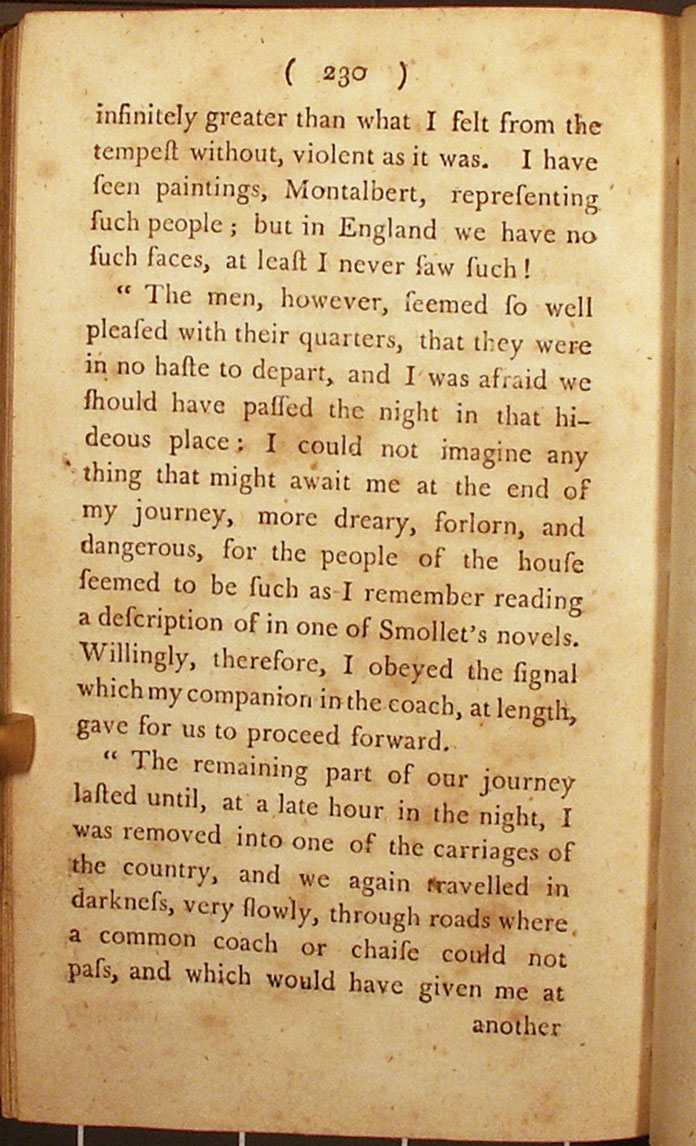 ( 230 )
infinitely greater than what I felt from the
tempeſt without, violent as it was. I have
ſeen paintings, Montalbert, repreſenting
ſuch people; but in England we have no
ſuch faces, at leaſt I never ſaw ſuch!
“ The men, however, ſeemed ſo well
pleaſed with their quarters, that they were
in no haſte to depart, and I was afraid we
ſhould have paſſed the night in that hi-
deous place: I could not imagine any
thing that might await me at the end of
my journey, more dreary, forlorn, and
dangerous, for the people of the houſe
ſeemed to be ſuch as I remember reading
a deſcription of in one of Smollet's novels.
Willingly, therefore, I obeyed the ſignal
which my companion in the coach, at length,
gave for us to proceed forward.
“ The remaining part of our journey
laſted until, at a late hour in the night, I
was removed into one of the carriages of
the country, and we again travelled in
darkneſs, very ſlowly, through roads where
a common coach or chaiſe could not
paſs, and which would have given me at
another